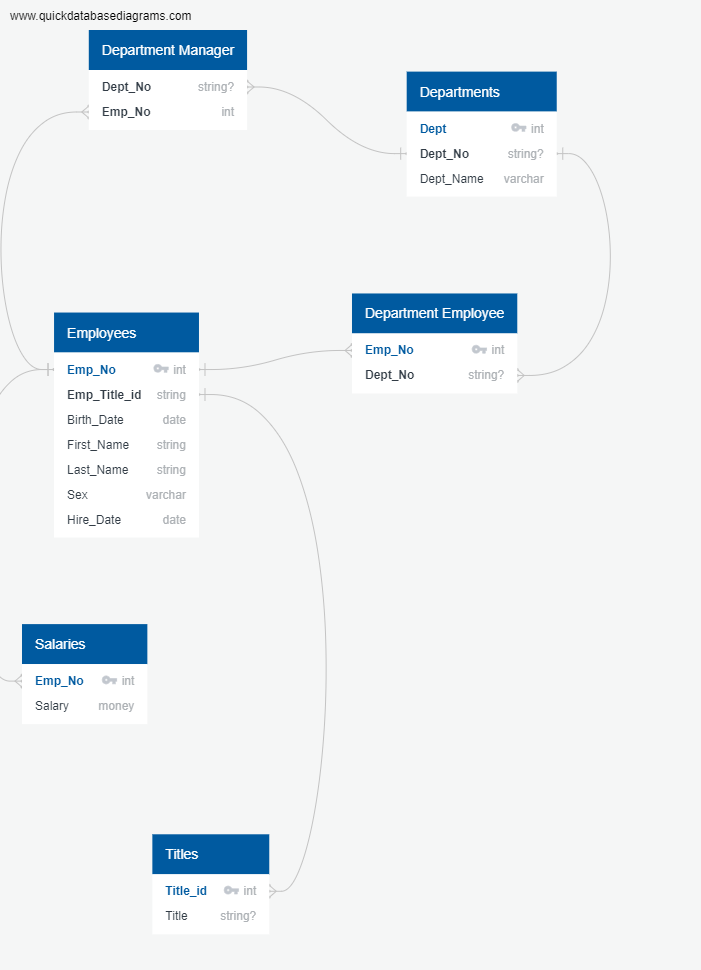 www.quickdatabasediagrams.com
Department Manager
Dept_No string?
Emp_No int
Departments
Dept int
Dept_No string?
Dept_Name varchar
Department Employee
Emp_No int
Dept_No string?
Employees
Emp_No int
Emp_Title_id string
Birth_Date date
First_Name string
Last_Name string
Sex varchar
Hire_Date date
Salaries
Emp_No int
Salary money
Titles
Title_id int
Title string?